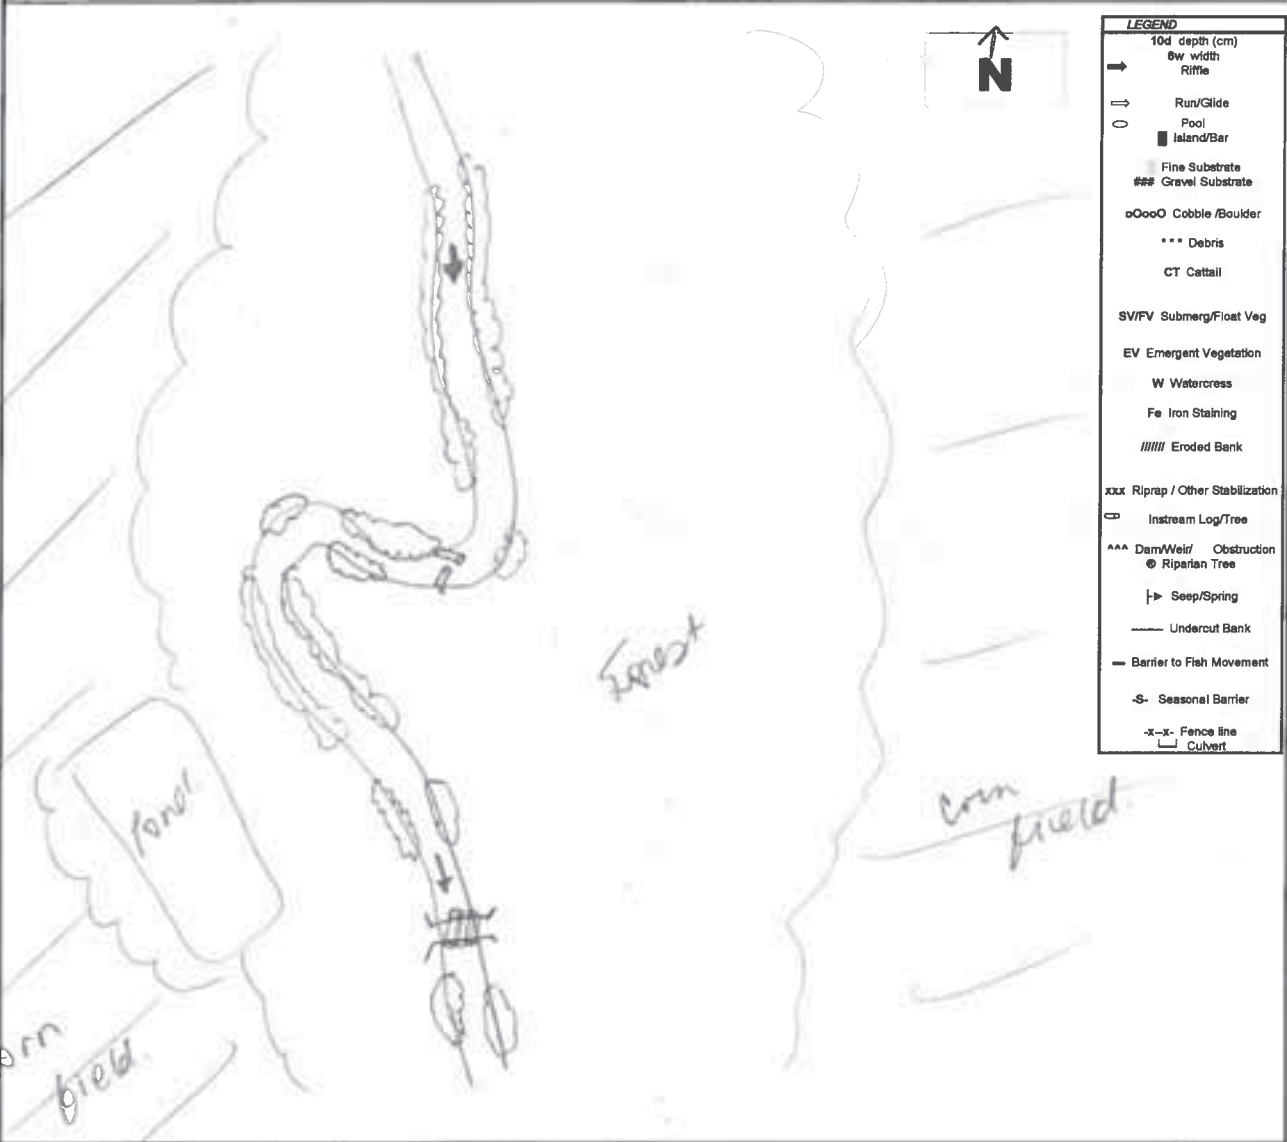 N
LEGEND
10d depth (cm)
6w width
Riffle
Run/Glide
Pool
Island/Bar
Fine Substrate
### Gravel Substrate
oOooO Cobble /Boulder
*** Debris
CT Cattail
SV/FV Submerg/Float Veg
EV Emergent Vegetation
W Watercress
Fe Iron Staining
/////// Eroded Bank
xxx Riprap / Other Stabilization
Instream Log/Tree
^^^ Dam/Weir/ Obstruction
Riparian Tree
Seep/Spring
Undercut Bank
Barrier to Fish Movement
-S- Seasonal Barrier
-x--x- Fence line
Culvert
Forest
Pond
corn
field
orn
field